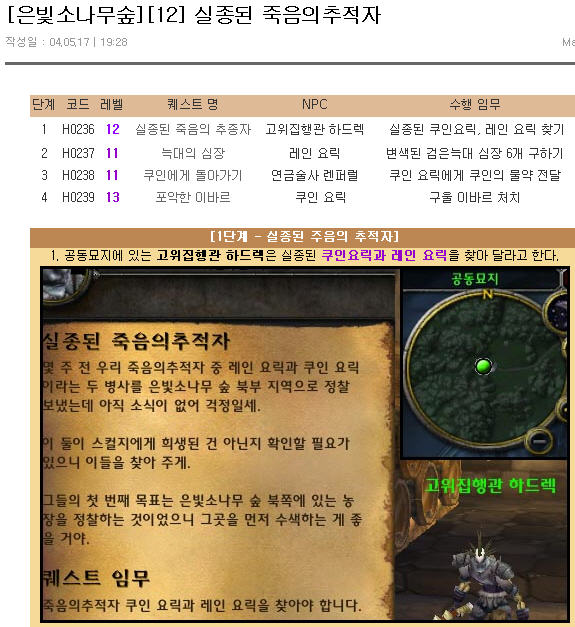 [은빛소나무숲][12] 실종된 죽음의추적자
작성일 : 04,05,17 | 19:28
단계 코드 레벨 퀘스트 명 NPC 수행 임무
1 H0236 12 실종된 죽음의 추종자 고위집행관 하드렉 실종된 쿠인요릭, 레인 요릭 찾기
2 H0237 11 늑대의 심장 레인 요릭 변색된 검은늑대 심장 6개 구하기
3 H0238 11 쿠인에게 돌아가기 연금술사 렌퍼럴 쿠인 요릭에게 쿠인의 물약 전달
4 H0239 13 포악한 이바르 쿠인 요릭 구울 이바르 처치
[1단계 - 실종된 주음의 추적자]
1. 공동묘지에 있는 고위집행관 하드렉은 실종된 쿠인요릭과 레인 요릭을 찾아 달라고 한다.
공동묘지
N
실종된 죽음의추적자
몇 주 전 우리 죽음의추적자 중 레인 요릭과 쿠인 요릭
이라는 두 병사를 은빛소나무 숲 북부 지역으로 정찰
보냈는데 아직 소식이 없어 걱정일세.
이 둘이 스컬지에게 희생된 건 아닌지 확인할 필요가
있으니 이들을 찾아 주게.
그들의 첫 번째 목표는 은빛소나무 숲 북쪽에 있는 농
장을 정찰하는 것이었으니 그곳을 먼저 수색하는 게 좋
을 거야.
고위집행관 하드렉
퀘스트 임무
죽음의추적자 쿠인 요릭과 레인 요릭을 찾아야 합니다.